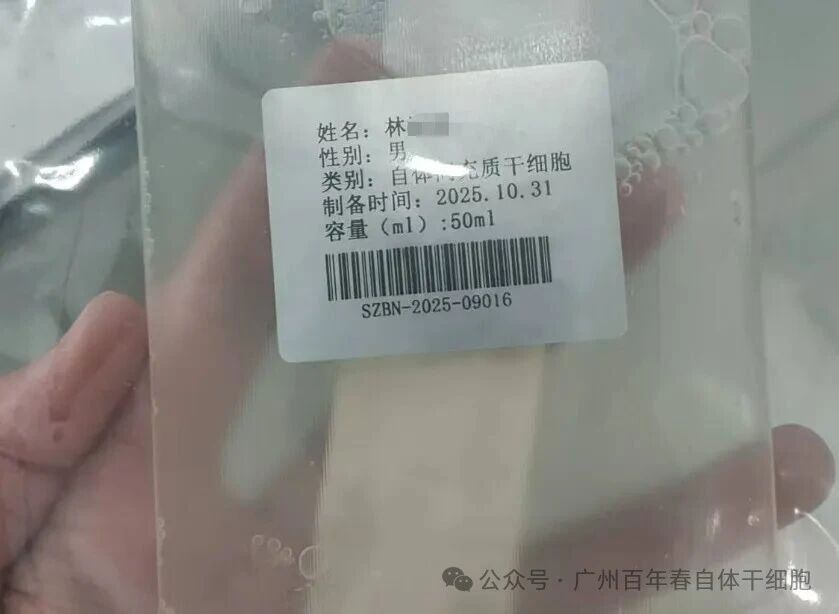 姓名：林
性别：男
类别：自体间充质干细胞
制备时间：2025.10.31
容量（ml）:50ml
SZBN-2025-09016
公众号·广州百年春自体干细胞